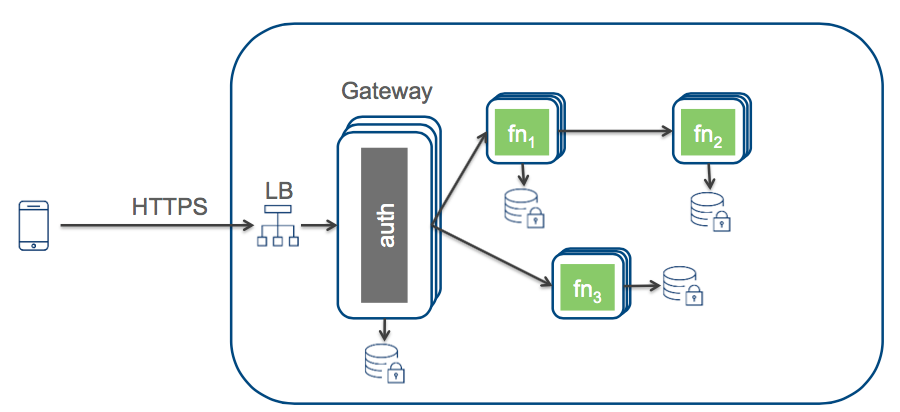 Gateway
fn1
fn2
LB
HTTPS
auth
fn3